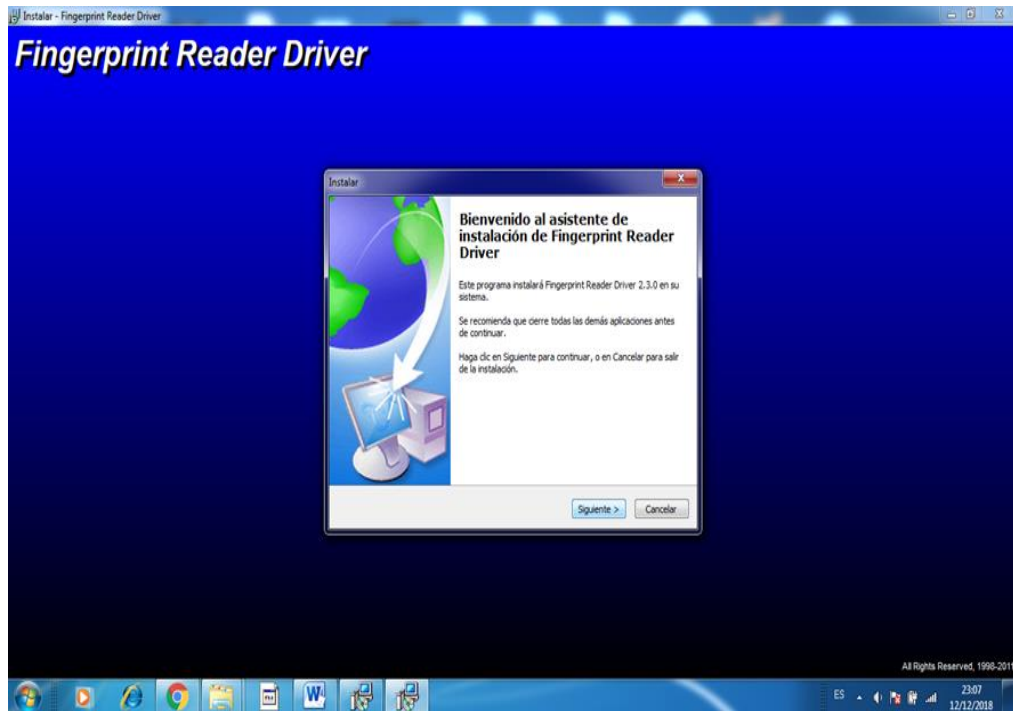 Instalar - Fingerprint Reader Driver
Fingerprint Reader Driver
Instalar
Bienvenido al asistente de
instalación de Fingerprint Reader
Driver
Este programa instalará Fingerprint Reader Driver 2.3.0 en su
sistema.
Se recomienda que cierre todas las demás aplicaciones antes
de continuar.
Haga clic en Siguiente para continuar, o en Cancelar para salir
de la instalación.
Siguiente >
Cancelar
All Rights Reserved, 1998-2011
ES
23:07
12/12/2018